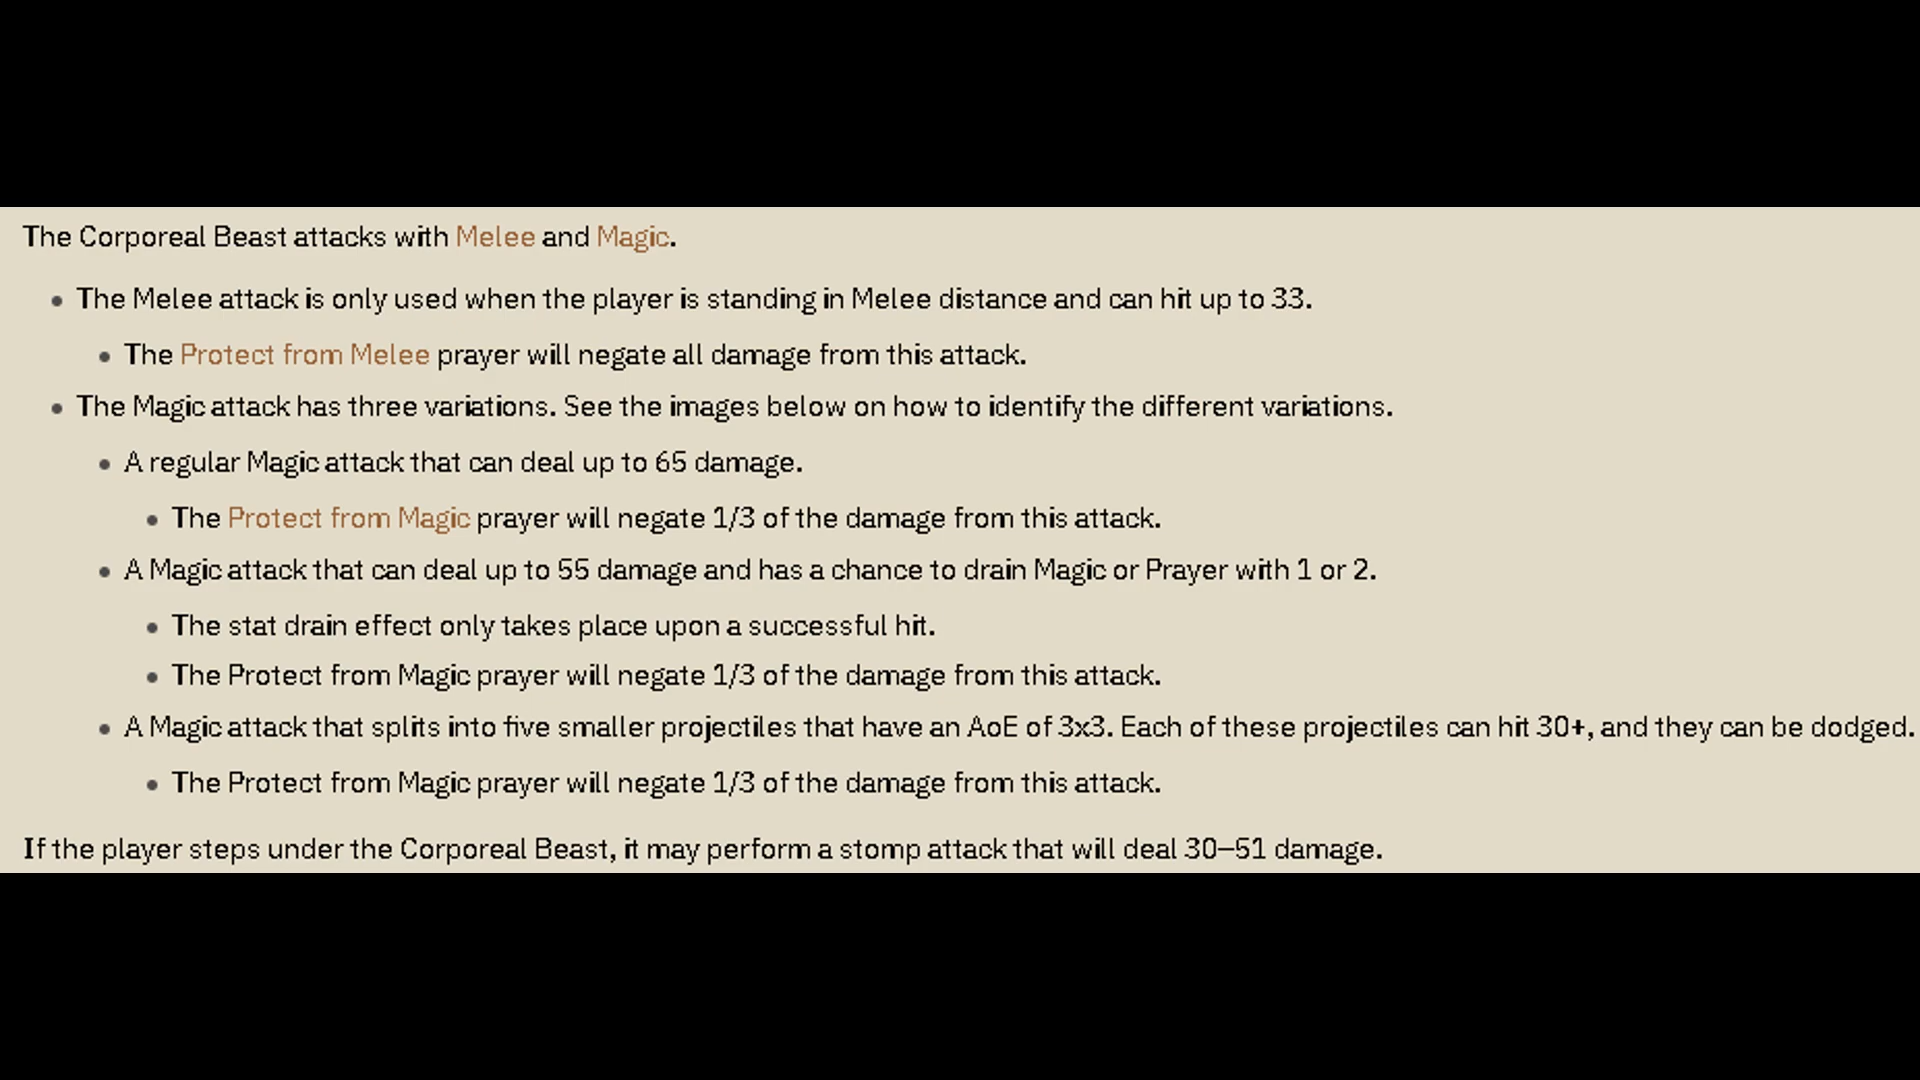 The Corporeal Beast attacks with Melee and Magic.
The Melee attack is only used when the player is standing in Melee distance and can hit up to 33.
The Protect from Melee prayer will negate all damage from this attack.
The Magic attack has three variations. See the images below on how to identify the different variations.
A regular Magic attack that can deal up to 65 damage.
The Protect from Magic prayer will negate 1/3 of the damage from this attack.
A Magic attack that can deal up to 55 damage and has a chance to drain Magic or Prayer with 1 or 2.
The stat drain effect only takes place upon a successful hit.
The Protect from Magic prayer will negate 1/3 of the damage from this attack.
A Magic attack that splits into five smaller projectiles that have an AoE of 3x3. Each of these projectiles can hit 30+, and they can be dodged.
The Protect from Magic prayer will negate 1/3 of the damage from this attack.
If the player steps under the Corporeal Beast, it may perform a stomp attack that will deal 30–51 damage.